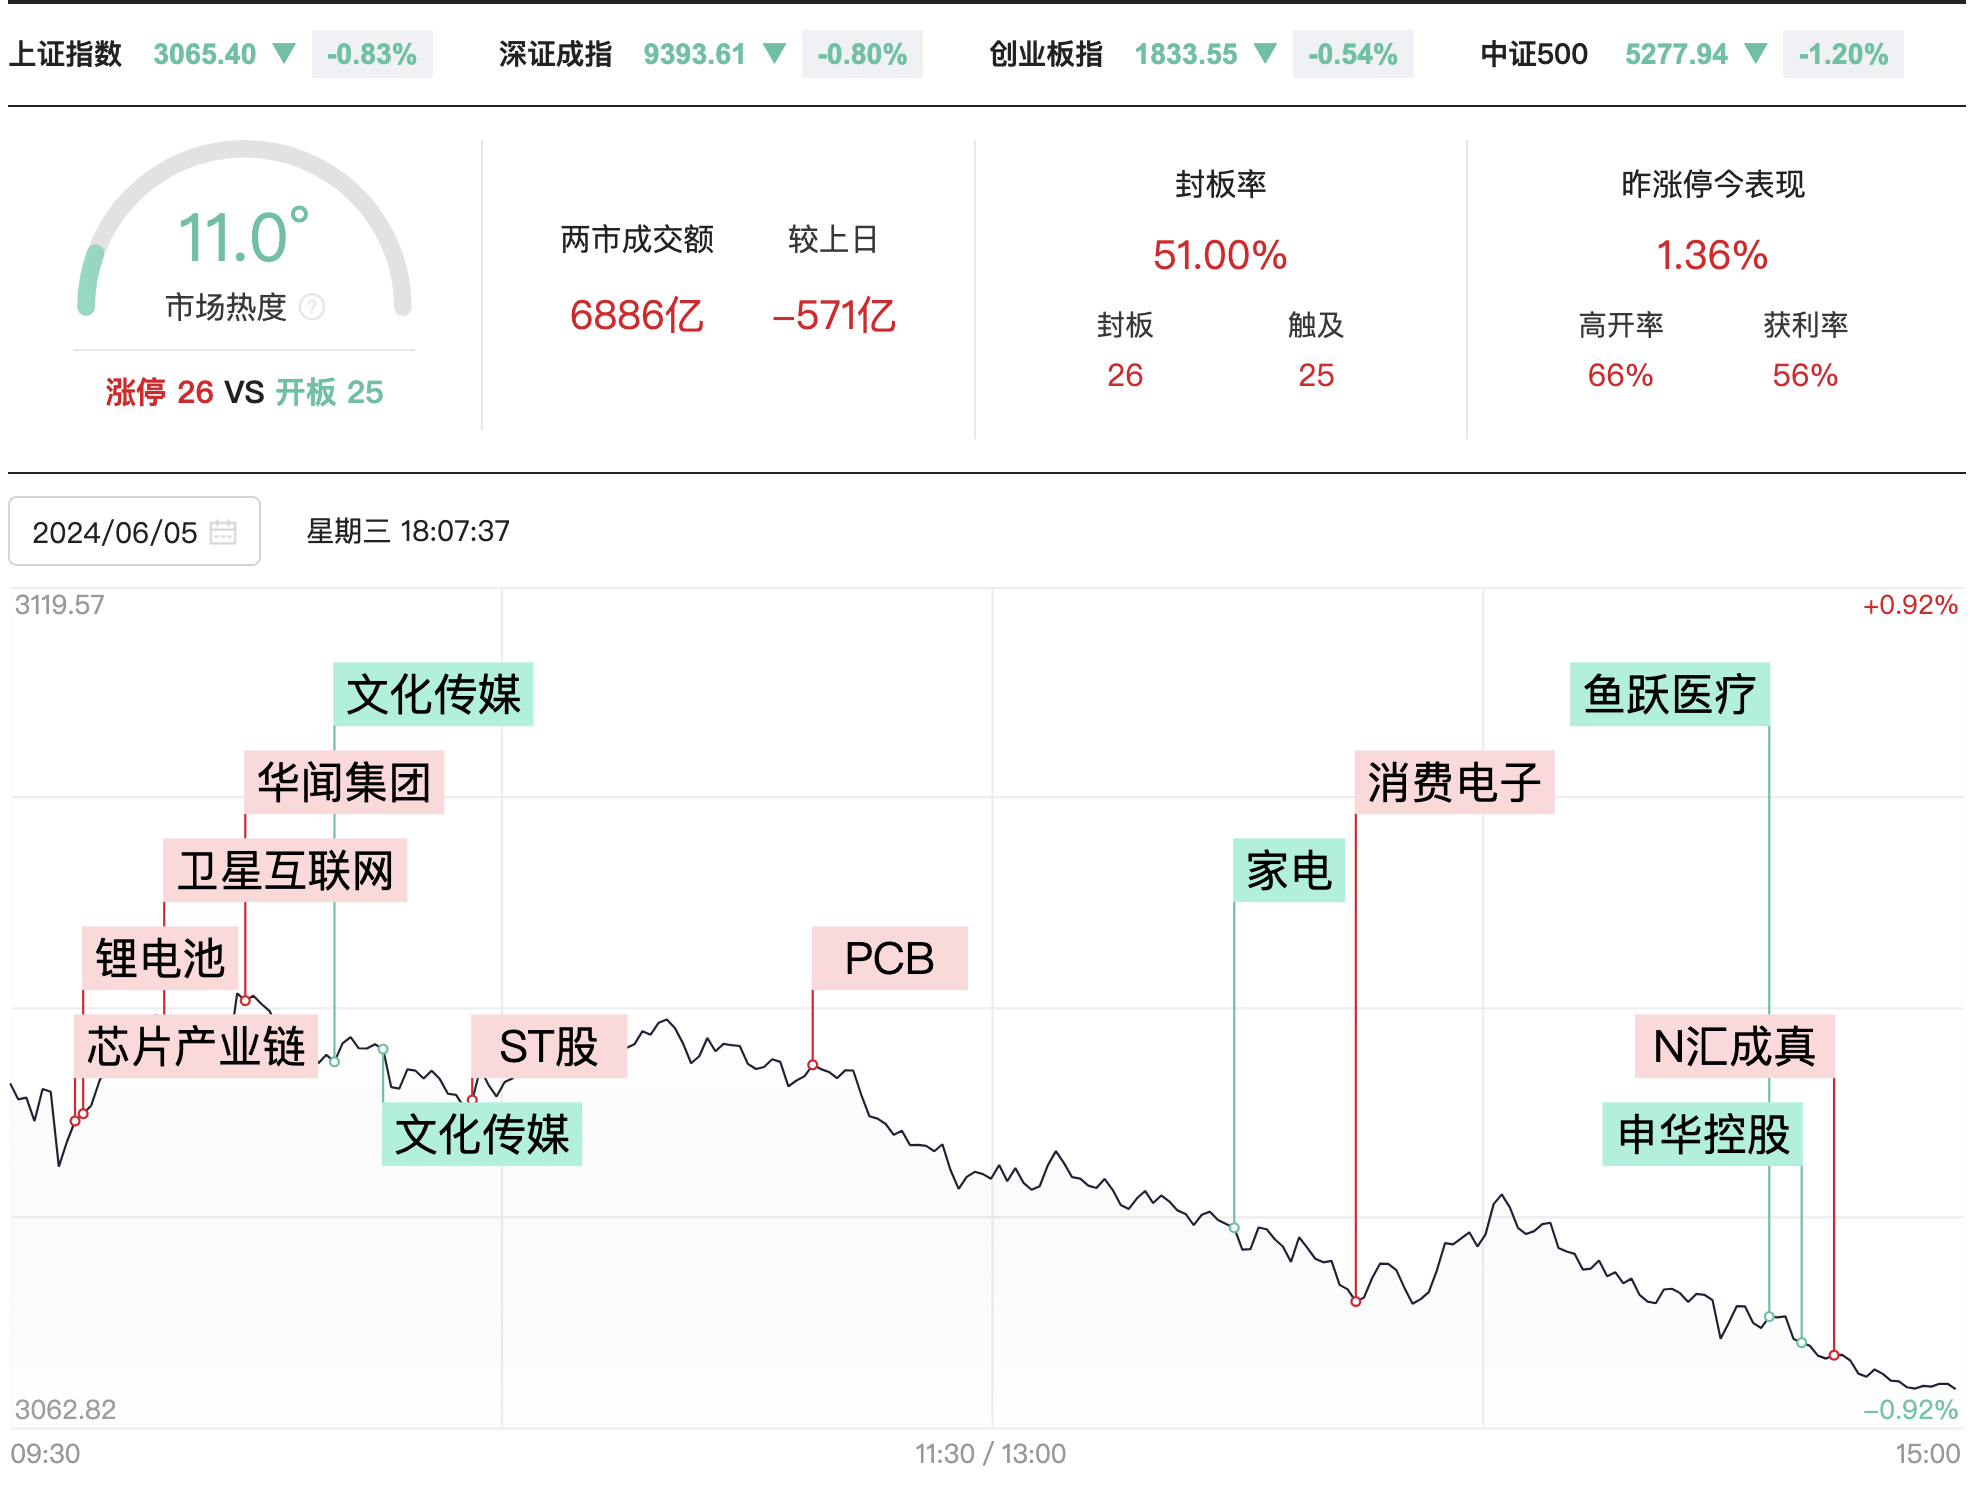 上证指数 3065.40 ▼ -0.83% 深证成指 9393.61 ▼ -0.80% 创业板指 1833.55 ▼ -0.54% 中证500 5277.94 ▼ -1.20%
11.0°
市场热度 ?
涨停 26 VS 开板 25
两市成交额 较上日
6886亿 -571亿
封板率
51.00%
封板 触及
26 25
昨涨停今表现
1.36%
高开率 获利率
66% 56%
2024/06/05 星期三 18:07:37
3119.57 +0.92%
文化传媒 鱼跃医疗
华闻集团 消费电子
卫星互联网 家电
锂电池 PCB
芯片产业链 ST股 N汇成真
文化传媒 申华控股
3062.82 -0.92%
09:30 11:30 / 13:00 15:00